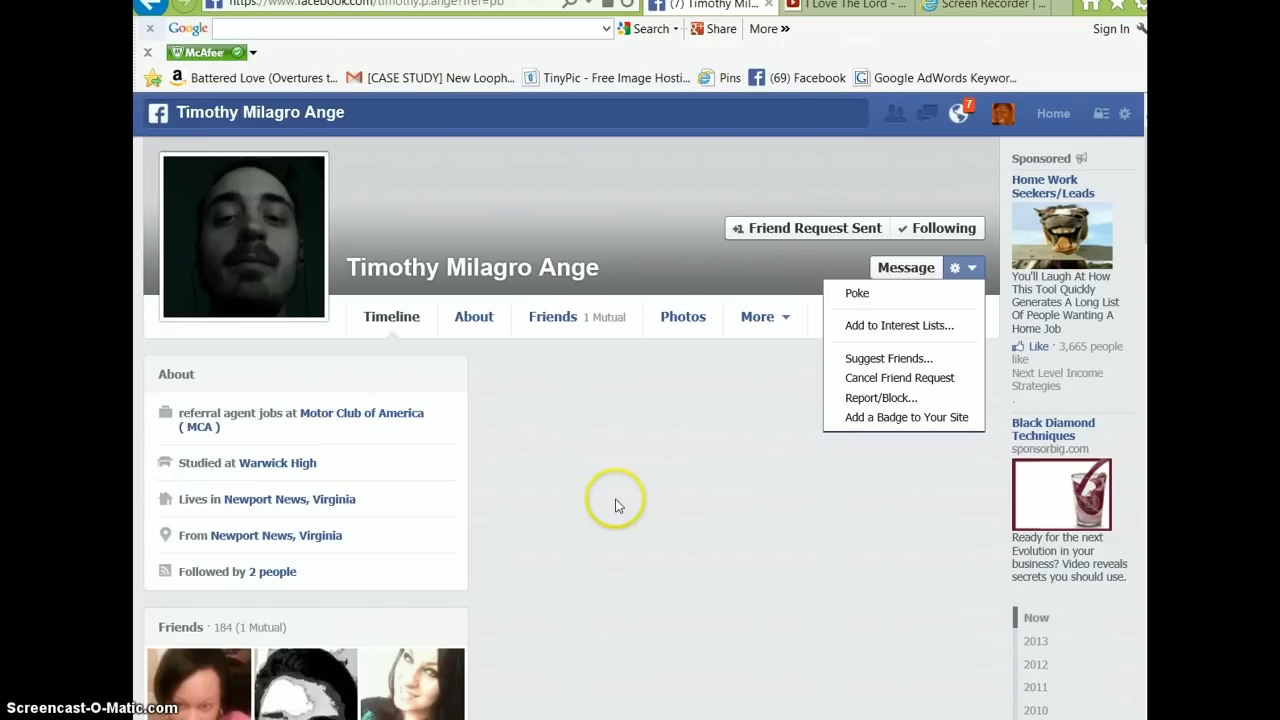 https://www.facebook.com/timothy.p.ange?fref=pb
(7) Timothy Mil...
I Love The Lord - ...
Screen Recorder | ...
Google Search Share More » Sign In
McAfee
Battered Love (Overtures t... [CASE STUDY] New Looph... TinyPic - Free Image Hosti... Pins (69) Facebook Google AdWords Keywor...
Timothy Milagro Ange
7
Home
+1 Friend Request Sent Following
Timothy Milagro Ange
Message
Poke
Add to Interest Lists...
Suggest Friends...
Cancel Friend Request
Report/Block...
Add a Badge to Your Site
Timeline About Friends 1 Mutual Photos More
About
referral agent jobs at Motor Club of America
( MCA )
Studied at Warwick High
Lives in Newport News, Virginia
From Newport News, Virginia
Followed by 2 people
Friends · 184 (1 Mutual)
Sponsored
Home Work
Seekers/Leads
You'll Laugh at How
This Tool Quickly
Generates A Long List
Of People Wanting A
Home Job
Like · 3,665 people
like
Next Level Income
Strategies
.
Black Diamond
Techniques
sponsorbig.com
Ready for the next
Evolution in your
business? Video reveals
secrets you should use.
Now
2013
2012
2011
2010
Screencast-O-Matic.com